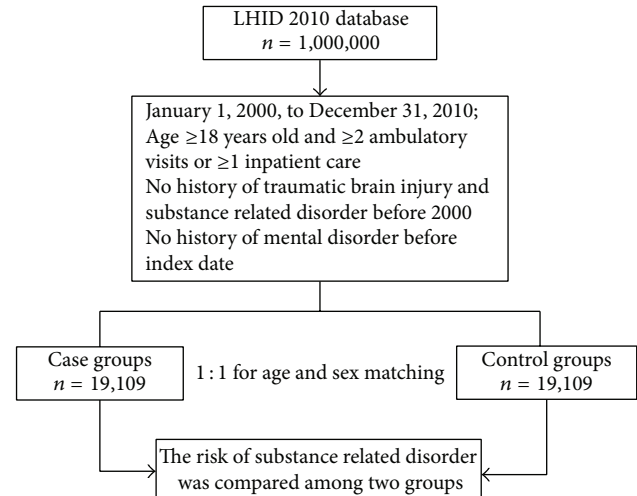 LHID 2010 database
n = 1,000,000
January 1, 2000, to December 31, 2010;
Age ≥18 years old and ≥2 ambulatory
visits or ≥1 inpatient care
No history of traumatic brain injury and
substance related disorder before 2000
No history of mental disorder before
index date
Case groups
n = 19,109
1 : 1 for age and sex matching
Control groups
n = 19,109
The risk of substance related disorder
was compared among two groups